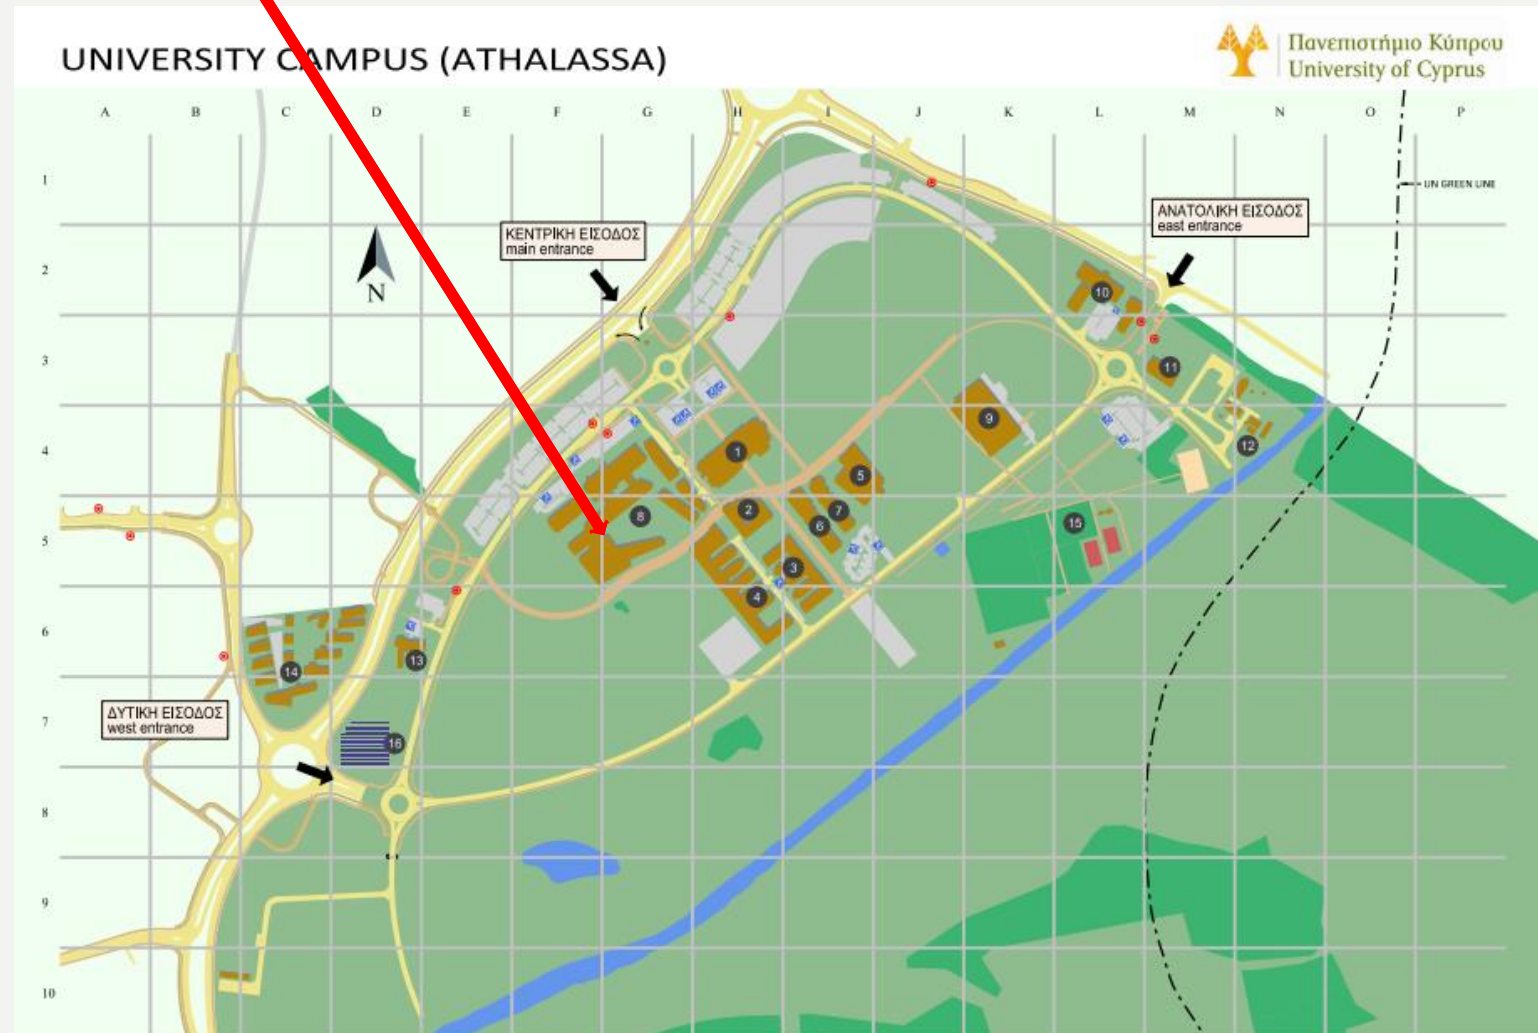 UNIVERSITY CAMPUS (ATHALASSA)
Πανεπιστήμιο Κύπρου
University of Cyprus
A B C D E F G H I J K L M N O P
1
UN GREEN LINE
ΑΝΑΤΟΛΙΚΗ ΕΙΣΟΔΟΣ
east entrance
ΚΕΝΤΡΙΚΗ ΕΙΣΟΔΟΣ
main entrance
2
N
10
3
11
4
9
12
1
5
2
7
8
6
15
5
3
4
6
13
14
ΔΥΤΙΚΗ ΕΙΣΟΔΟΣ
west entrance
7
16
8
9
10